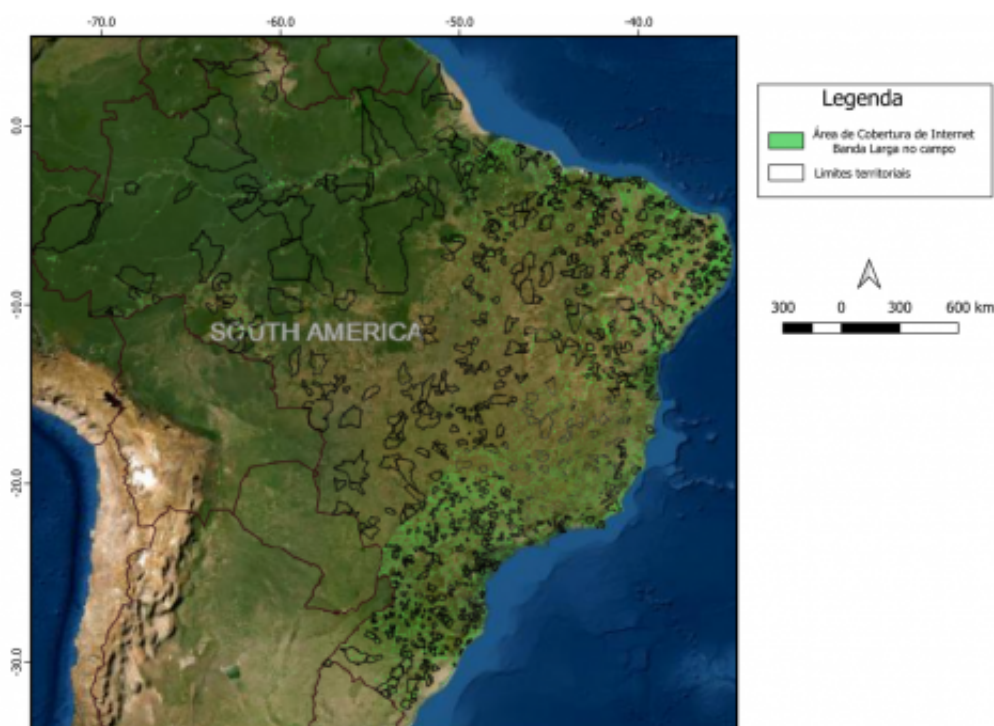 -70.0 -60.0 -50.0 -40.0
0.0
-10.0
-20.0
-30.0
SOUTH AMERICA
Legenda
Área de Cobertura de Internet
Banda Larga no campo
Limites territoriais
300 0 300 600 km